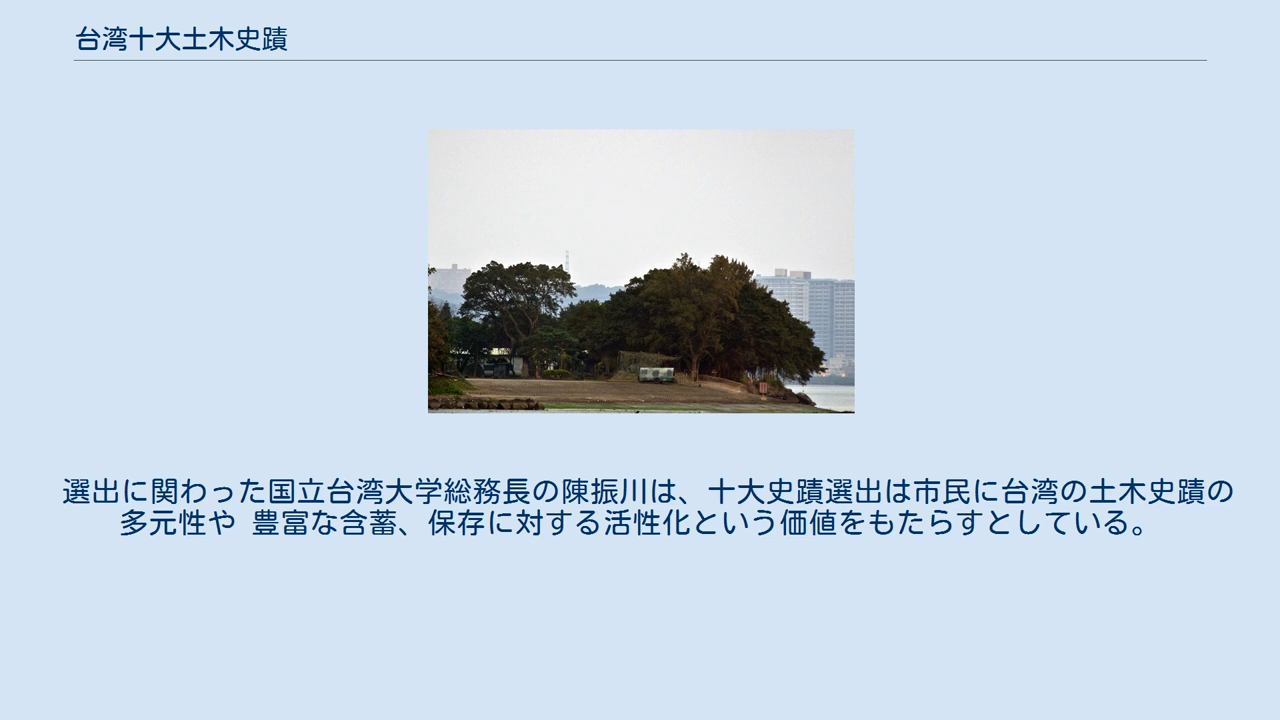 台湾十大土木史蹟
選出に関わった国立台湾大学総務長の陳振川は、十大史蹟選出は市民に台湾の土木史蹟の
多元性や 豊富な含蓄、保存に対する活性化という価値をもたらすとしている。